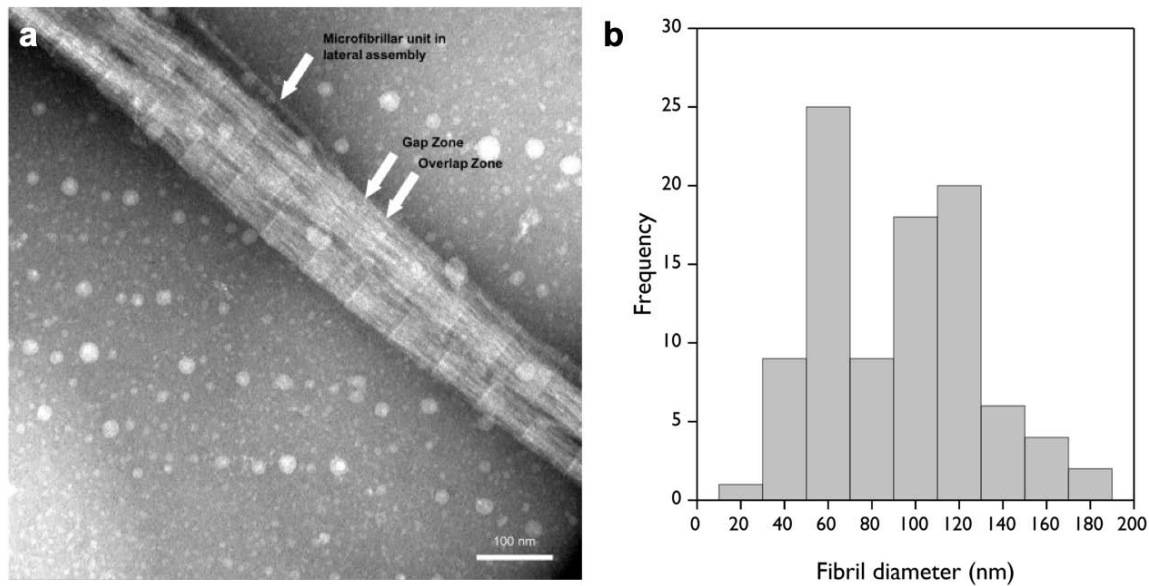 a
Microfibrillar unit in
lateral assembly
Gap Zone
Overlap Zone
100 nm
b
30
25
20
15
10
5
0
Frequency
0 20 40 60 80 100 120 140 160 180 200
Fibril diameter (nm)